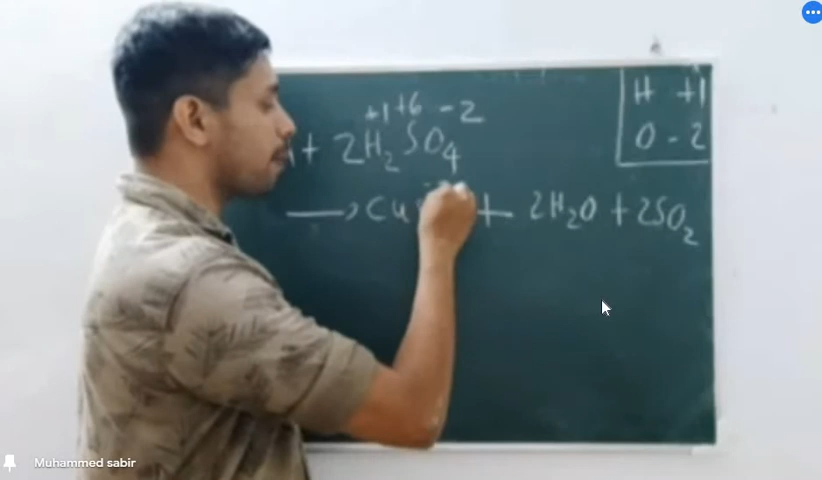 H +1
O -2
+1 +6 -2
+ 2H₂SO₄
⟶ Cu + 2H₂O + 2SO₂
Muhammed sabir